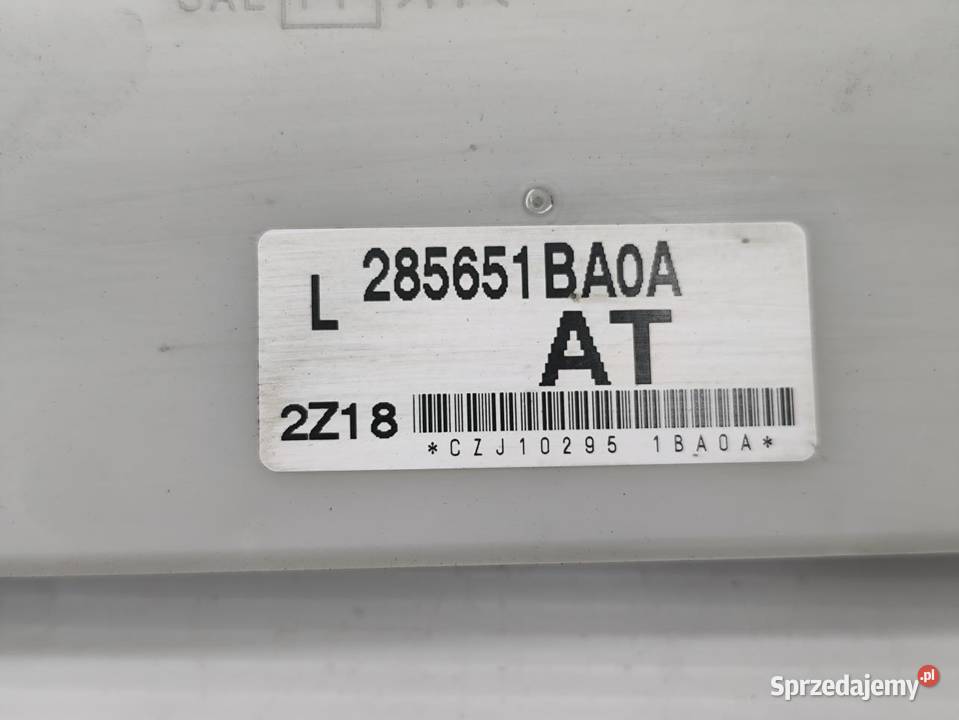 L 285651BA0A
AT
2Z18
*CZJ10295 1BA0A*
Sprzedajemy.pl